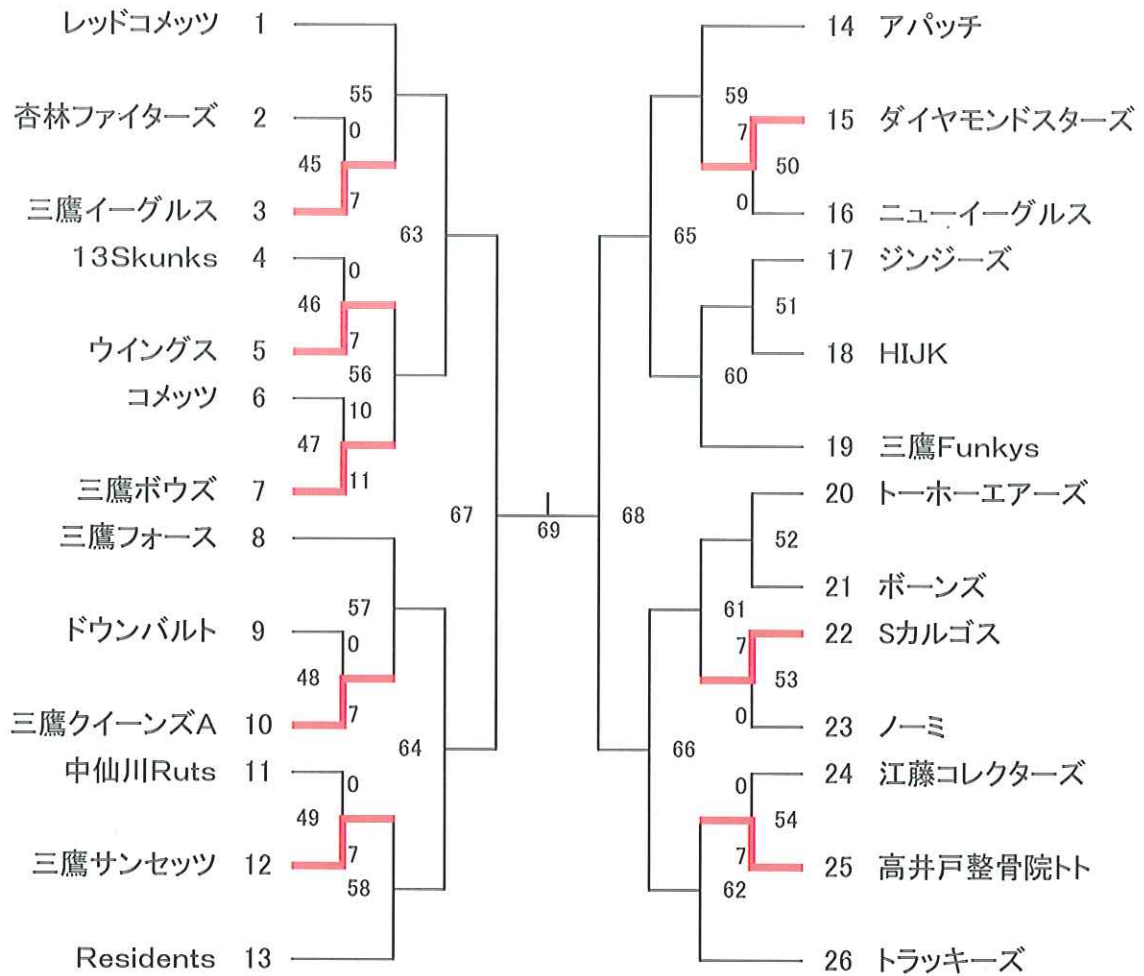 レッドコメッツ 1
55
杏林ファイターズ 2
0
45
7
三鷹イーグルス 3
63
13Skunks 4
0
46
7
ウイングス 5
56
コメッツ 6
10
47
11
三鷹ボウズ 7
67
三鷹フォース 8
57
ドウンバルト 9
0
48
7
三鷹クイーンズA 10
64
中仙川Ruts 11
0
49
7
三鷹サンセッツ 12
58
Residents 13
69
14 アパッチ
59
7
15 ダイヤモンドスターズ
50
0
16 ニューイーグルス
65
17 ジンジーズ
51
18 HIJK
60
19 三鷹Funkys
20 トーホーエアーズ
68
52
21 ボーンズ
61
7
22 Sカルゴス
53
0
23 ノーミ
66
24 江藤コレクターズ
0
54
7
25 高井戸整骨院トト
62
26 トラッキーズ